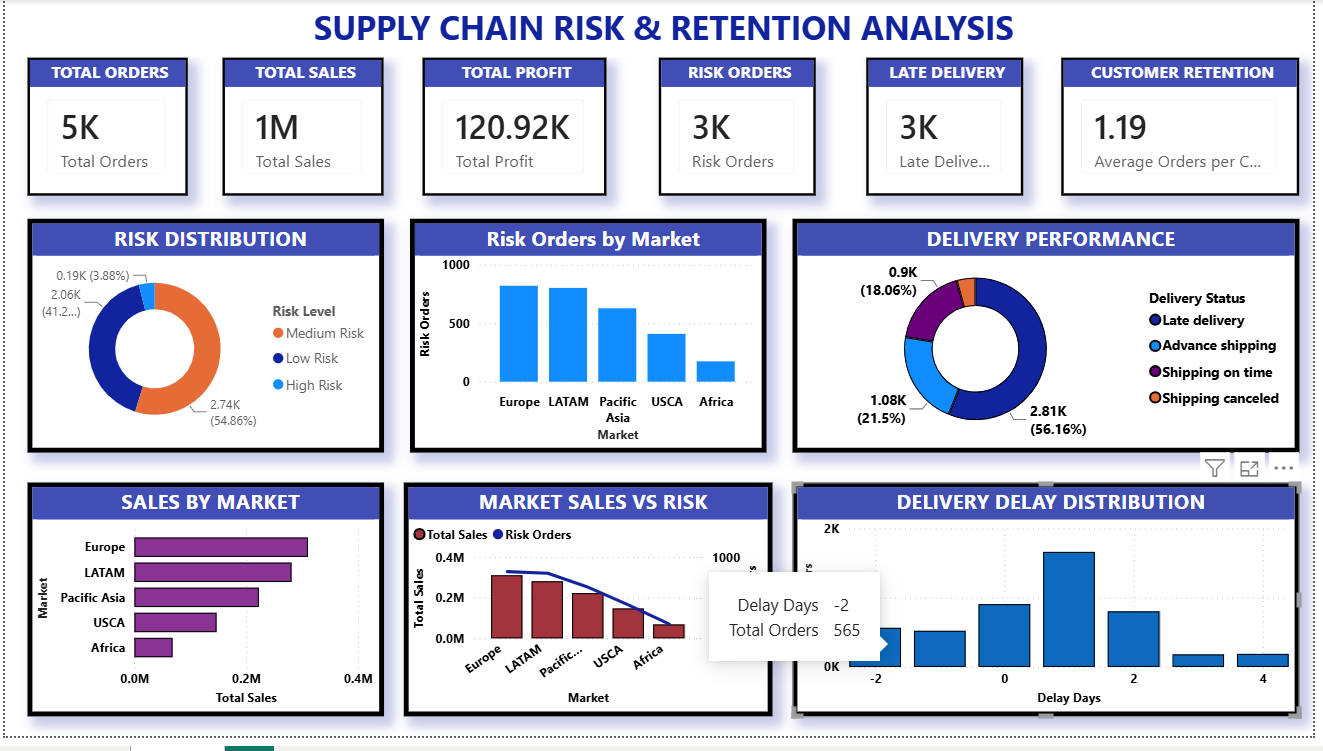 SUPPLY CHAIN RISK & RETENTION ANALYSIS
TOTAL ORDERS
5K
Total Orders
TOTAL SALES
1M
Total Sales
TOTAL PROFIT
120.92K
Total Profit
RISK ORDERS
3K
Risk Orders
LATE DELIVERY
3K
Late Delive...
CUSTOMER RETENTION
1.19
Average Orders per C...
RISK DISTRIBUTION
0.19K (3.88%)
2.06K
(41.2...)
2.74K
(54.86%)
Risk Level
Medium Risk
Low Risk
High Risk
Risk Orders by Market
Risk Orders
1000
500
0
Europe LATAM Pacific Asia USCA Africa
Market
DELIVERY PERFORMANCE
0.9K
(18.06%)
1.08K
(21.5%)
2.81K
(56.16%)
Delivery Status
Late delivery
Advance shipping
Shipping on time
Shipping canceled
SALES BY MARKET
Market
Europe
LATAM
Pacific Asia
USCA
Africa
0.0M 0.2M 0.4M
Total Sales
MARKET SALES VS RISK
Total Sales Risk Orders
Total Sales
0.4M
0.2M
0.0M
1000
Europe LATAM Pacific... USCA Africa
Market
DELIVERY DELAY DISTRIBUTION
2K
0K
Delay Days -2
Total Orders 565
-2 0 2 4
Delay Days